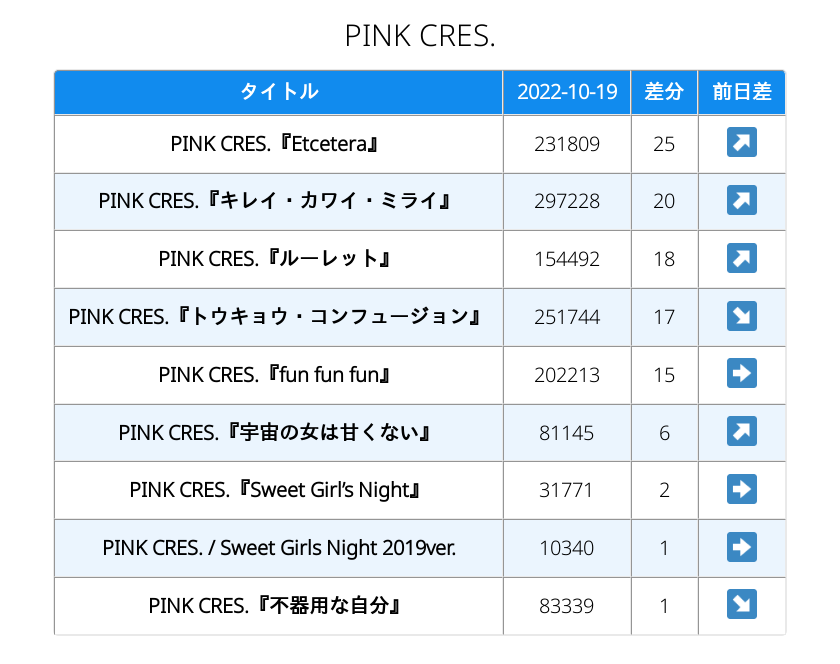 PINK CRES.
タイトル 2022-10-19 差分 前日差
PINK CRES.『Etcetera』 231809 25 ↗
PINK CRES.『キレイ・カワイ・ミライ』 297228 20 ↗
PINK CRES.『ルーレット』 154492 18 ↗
PINK CRES.『トウキョウ・コンフュージョン』 251744 17 ↘
PINK CRES.『fun fun fun』 202213 15 ➡
PINK CRES.『宇宙の女は甘くない』 81145 6 ↗
PINK CRES.『Sweet Girl’s Night』 31771 2 ➡
PINK CRES. / Sweet Girls Night 2019ver. 10340 1 ➡
PINK CRES.『不器用な自分』 83339 1 ↘